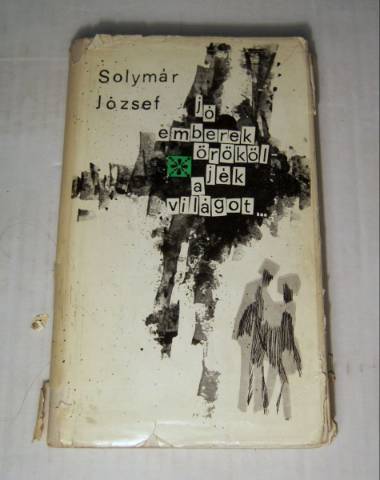 Solymár
József
jó
emberek
örököl
jék
a
világot...